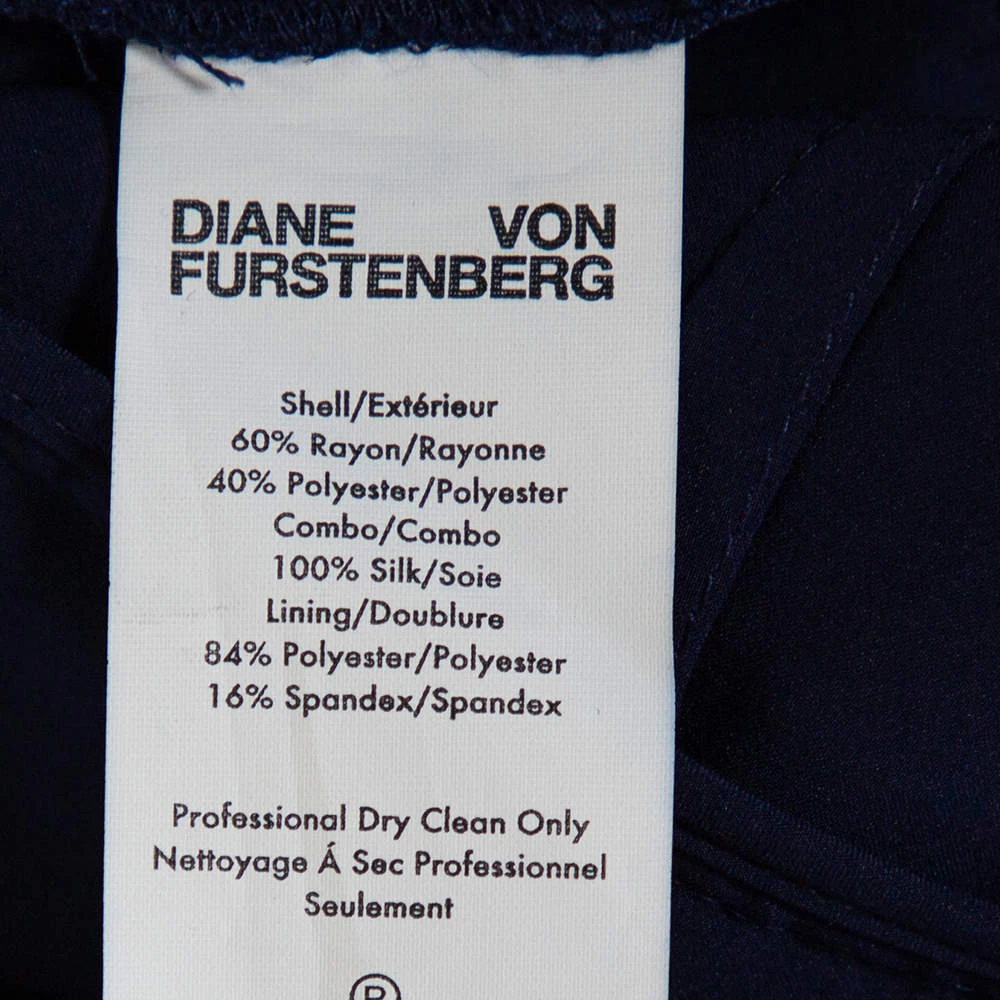 DIANE VON
FURSTENBERG
Shell/Extérieur
60% Rayon/Rayonne
40% Polyester/Polyester
Combo/Combo
100% Silk/Soie
Lining/Doublure
84% Polyester/Polyester
16% Spandex/Spandex
Professional Dry Clean Only
Nettoyage Á Sec Professionnel
Seulement
P